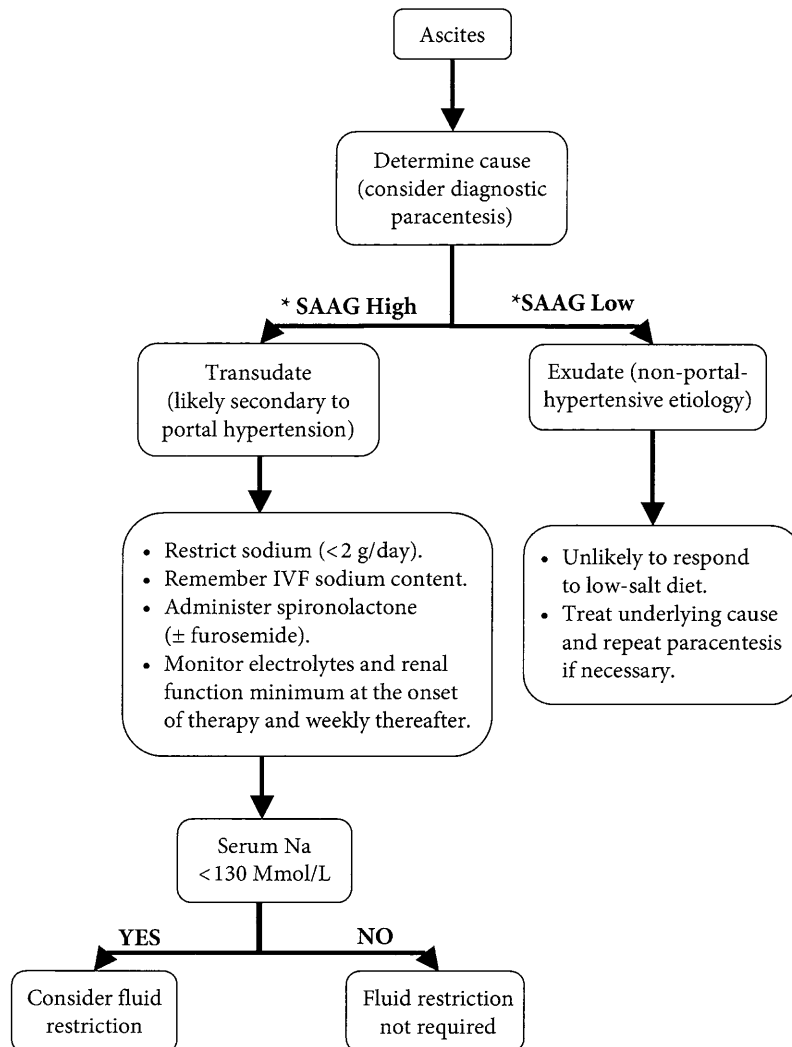 Ascites
Determine cause
(consider diagnostic
paracentesis)
* SAAG High
*SAAG Low
Transudate
(likely secondary to
portal hypertension)
Exudate (non-portal-
hypertensive etiology)
• Restrict sodium (<2 g/day).
• Remember IVF sodium content.
• Administer spironolactone
(± furosemide).
• Monitor electrolytes and renal
function minimum at the onset
of therapy and weekly thereafter.
• Unlikely to respond
to low-salt diet.
• Treat underlying cause
and repeat paracentesis
if necessary.
Serum Na
<130 Mmol/L
YES
NO
Consider fluid
restriction
Fluid restriction
not required